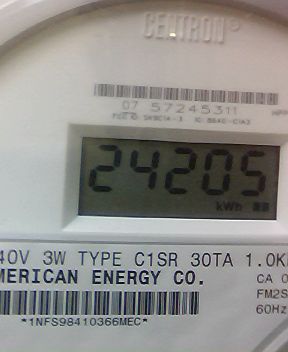 CENTRON®
07 57245311
24205
kWh
40V 3W TYPE C1SR 30TA 1.0K
MERICAN ENERGY CO.
CA 0
FM2S
60Hz
*1NFS98410366MEC*